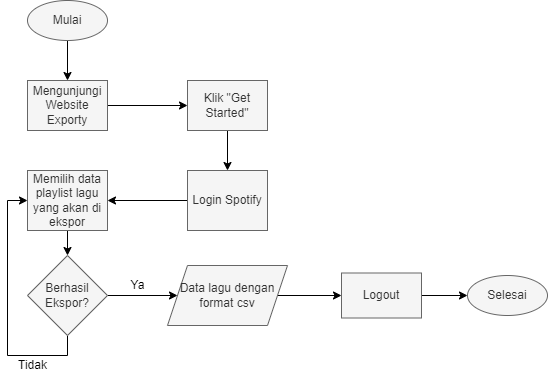 Mulai
Mengunjungi
Website
Exporty
Klik "Get
Started"
Memilih data
playlist lagu
yang akan di
ekspor
Login Spotify
Berhasil
Ekspor?
Ya
Data lagu dengan
format csv
Logout
Selesai
Tidak